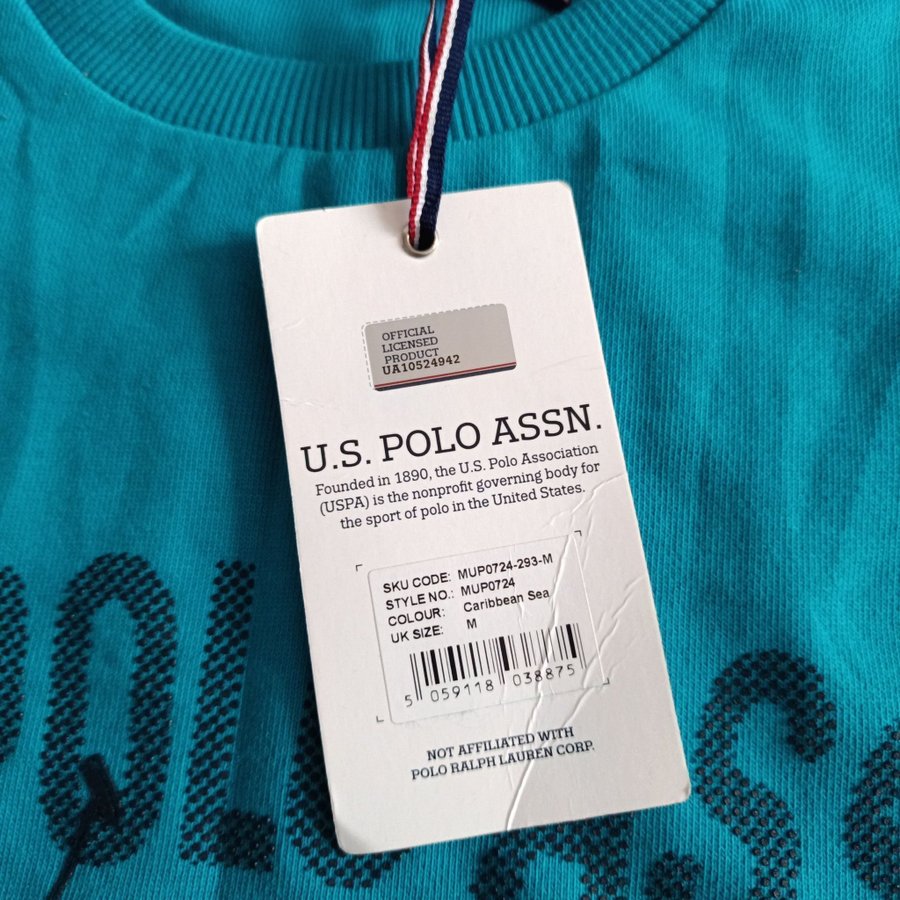 OFFICIAL
LICENSED
PRODUCT
UA10524942
U.S. POLO ASSN.
Founded in 1890, the U.S. Polo Association
(USPA) is the nonprofit governing body for
the sport of polo in the United States.
SKU CODE: MUP0724-293-M
STYLE NO.: MUP0724
COLOUR: Caribbean Sea
UK SIZE: M
5 059118 038875
NOT AFFILIATED WITH
POLO RALPH LAUREN CORP.